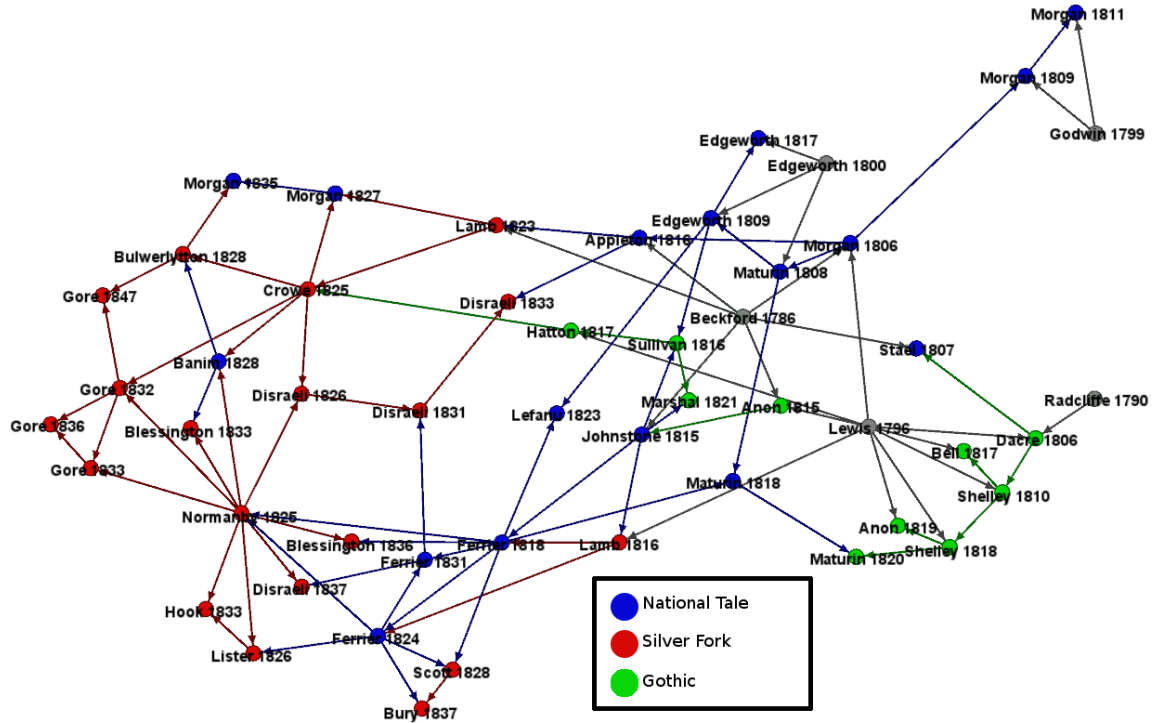 Morgan 1811
Morgan 1809
Godwin 1799
Edgeworth 1817
Edgeworth 1800
Morgan 1835
Morgan 1827
Lamb 1823
Edgeworth 1809
Appleton 1816
Morgan 1806
Bulwerlytton 1828
Maturin 1808
Crowe 1825
Gore 1847
Disraeli 1833
Beckford 1786
Hatton 1817
Sullivan 1816
Stael 1807
Banim 1828
Gore 1832
Disraeli 1826
Disraeli 1831
Lefanu 1823
Marshal 1821
Anon 1815
Radcliffe 1790
Gore 1836
Blessington 1833
Johnstone 1815
Lewis 1796
Dacre 1806
Bell 1817
Gore 1833
Maturin 1818
Shelley 1810
Normanby 1825
Anon 1819
Blessington 1836
Ferrier 1818
Lamb 1816
Ferrier 1831
Maturin 1820
Shelley 1818
Disraeli 1837
Hook 1833
Ferrier 1824
Lister 1826
Scott 1828
Bury 1837
National Tale
Silver Fork
Gothic